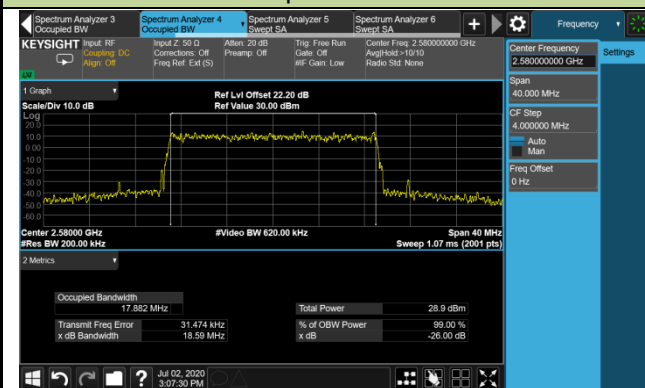 Spectrum Analyzer 3
Occupied BW
Spectrum Analyzer 4
Occupied BW
Spectrum Analyzer 5
Swept SA
Spectrum Analyzer 6
Swept SA
Frequency
KEYSIGHT
Input: RF
Coupling: DC
Align: Off
Input Z: 50 Ω
Corrections: Off
Freq Ref: Ext (S)
Atten: 20 dB
Preamp: Off
Trig: Free Run
Gate: Off
#IF Gain: Low
Center Freq: 2.580000000 GHz
Avg|Hold:>10/10
Radio Std: None
Center Frequency
2.580000000 GHz
Settings
Span
40.000 MHz
CF Step
4.000000 MHz
Auto
Man
Freq Offset
0 Hz
1 Graph
Scale/Div 10.0 dB
Ref Lvl Offset 22.20 dB
Ref Value 30.00 dBm
Log
20.0
10.0
0.00
-10.0
-20.0
-30.0
-40.0
-50.0
-60.0
Center 2.58000 GHz
#Res BW 200.00 kHz
#Video BW 620.00 kHz
Span 40 MHz
Sweep 1.07 ms (2001 pts)
2 Metrics
Occupied Bandwidth
17.882 MHz
Total Power 28.9 dBm
Transmit Freq Error 31.474 kHz
% of OBW Power 99.00 %
x dB Bandwidth 18.59 MHz
x dB -26.00 dB
?
Jul 02, 2020
3:07:30 PM